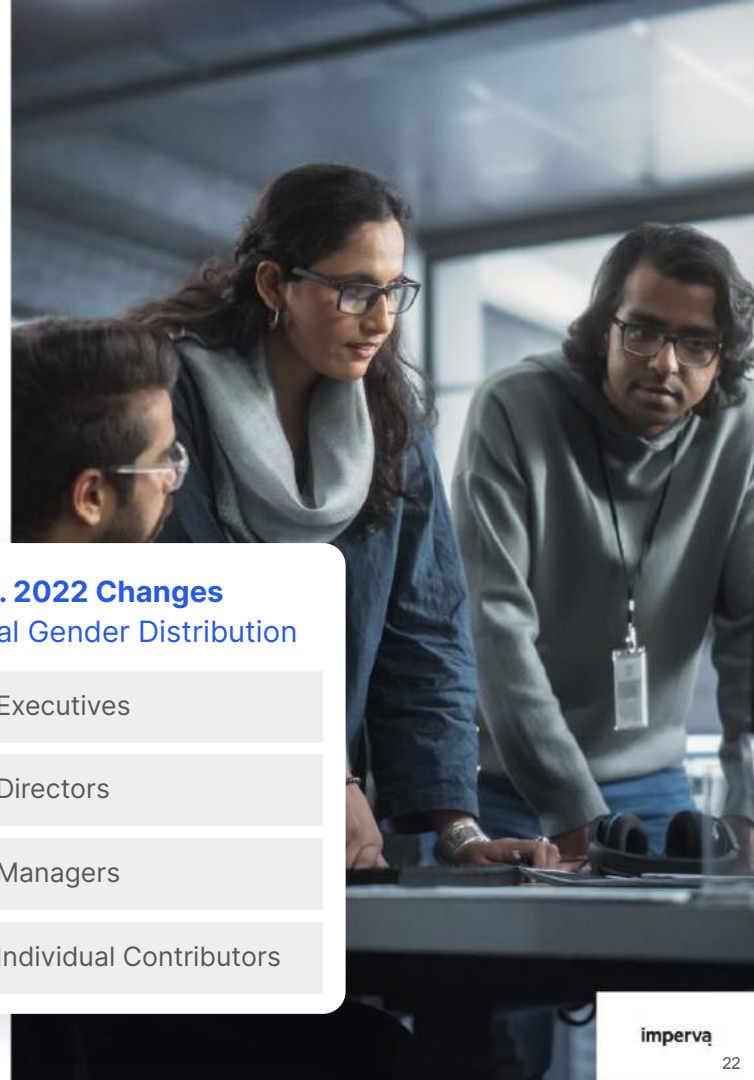 . 2022 Changes
al Gender Distribution
Executives
Directors
Managers
Individual Contributors
imperva
22